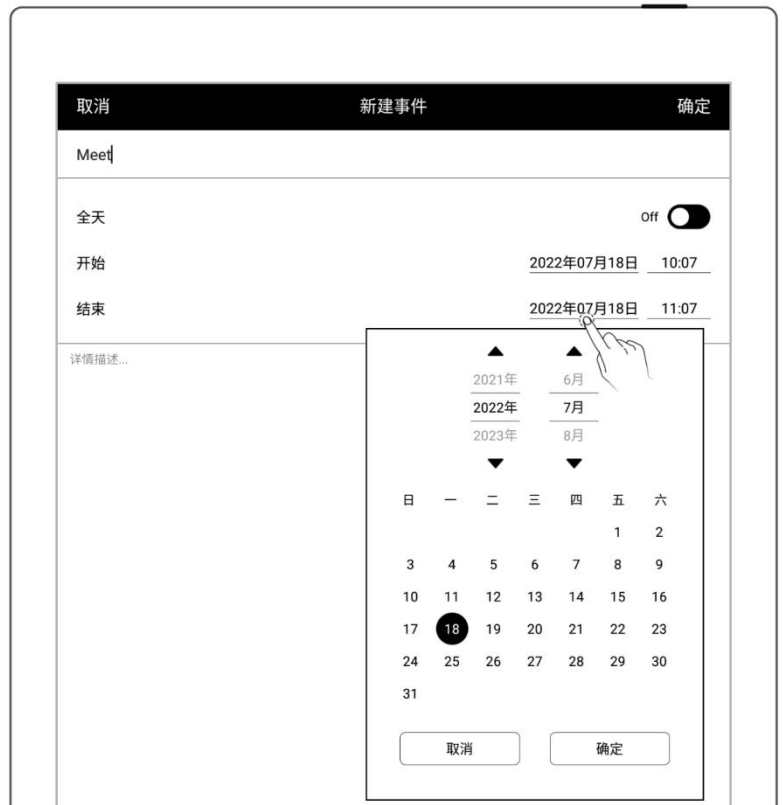 取消 新建事件 确定
Meet
全天 Off
开始 2022年07月18日 10:07
结束 2022年07月18日 11:07
详情描述...
2021年 6月
2022年 7月
2023年 8月
日 一 二 三 四 五 六
1 2
3 4 5 6 7 8 9
10 11 12 13 14 15 16
17 18 19 20 21 22 23
24 25 26 27 28 29 30
31
取消 确定